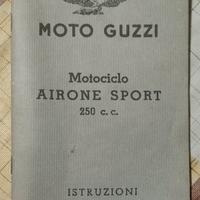 MOTO GUZZI
Motociclo
AIRONE SPORT
250 c. c.
ISTRUZIONI